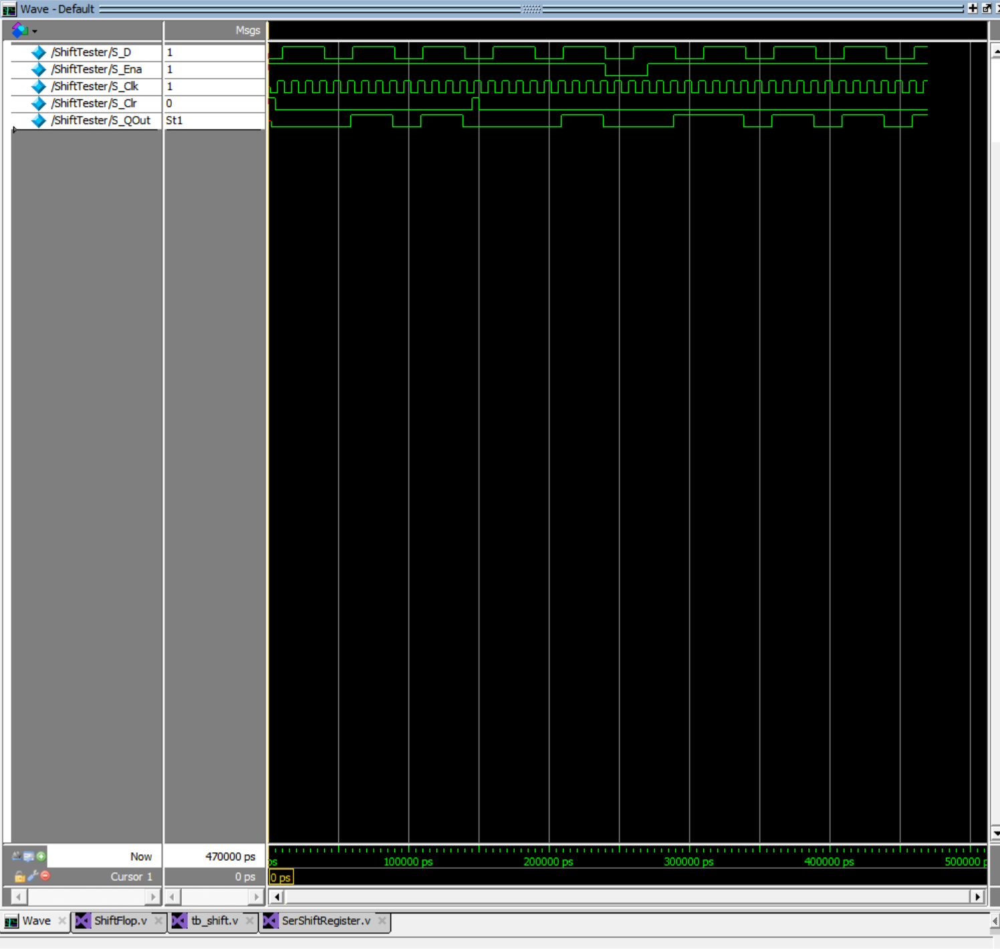 Wave - Default
Msgs
/ShiftTester/S_D 1
/ShiftTester/S_Ena 1
/ShiftTester/S_Clk 1
/ShiftTester/S_Clr 0
/ShiftTester/S_QOut St1
Now 470000 ps
ps 100000 ps 200000 ps 300000 ps 400000 ps 500000 p
Cursor 1 0 ps
0 ps
Wave ShiftFlop.v tb_shift.v SerShiftRegister.v